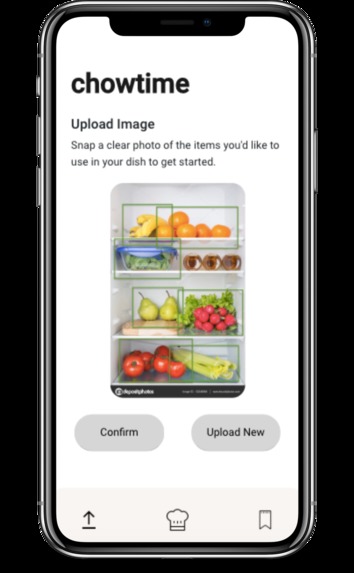 chowtime
Upload Image
Snap a clear photo of the items you'd like to
use in your dish to get started.
depositphotos
Confirm
Upload New